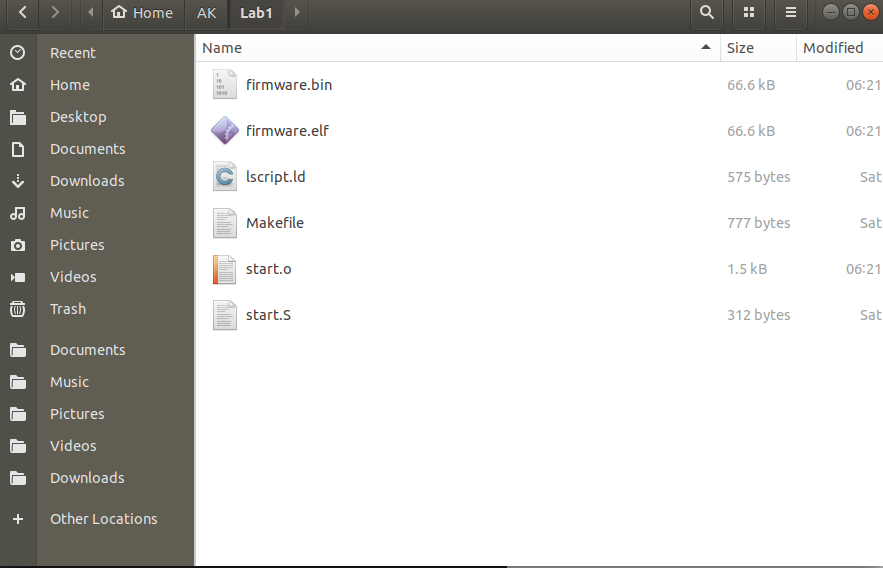 Home AK Lab1
Recent
Home
Desktop
Documents
Downloads
Music
Pictures
Videos
Trash
Documents
Music
Pictures
Videos
Downloads
Other Locations
Name Size Modified
firmware.bin 66.6 kB 06:21
firmware.elf 66.6 kB 06:21
lscript.ld 575 bytes Sat
Makefile 777 bytes Sat
start.o 1.5 kB 06:21
start.S 312 bytes Sat